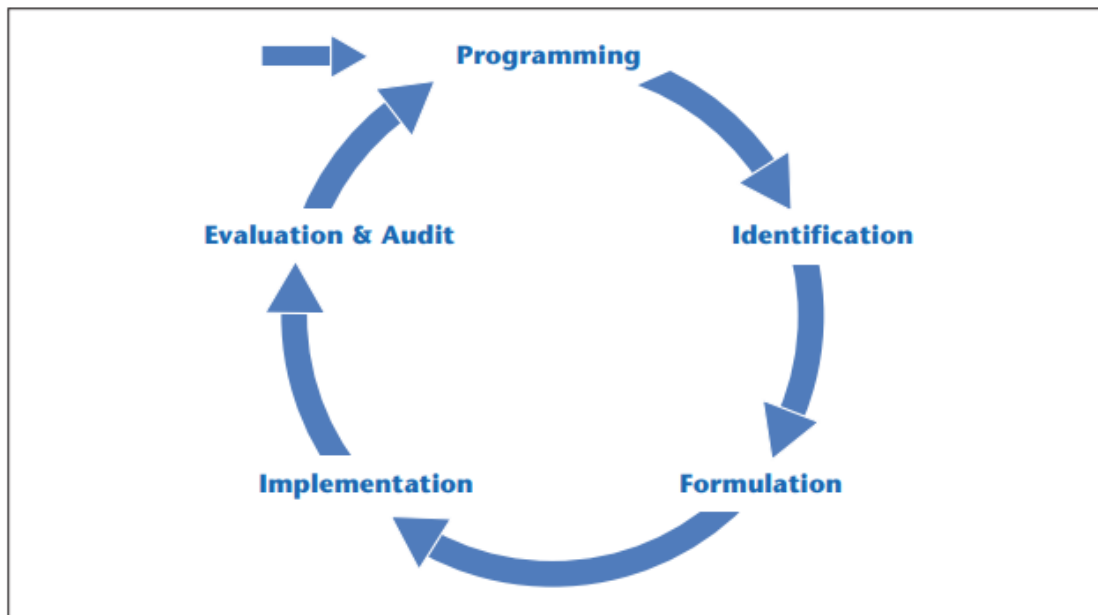 Programming
Evaluation & Audit
Identification
Implementation
Formulation